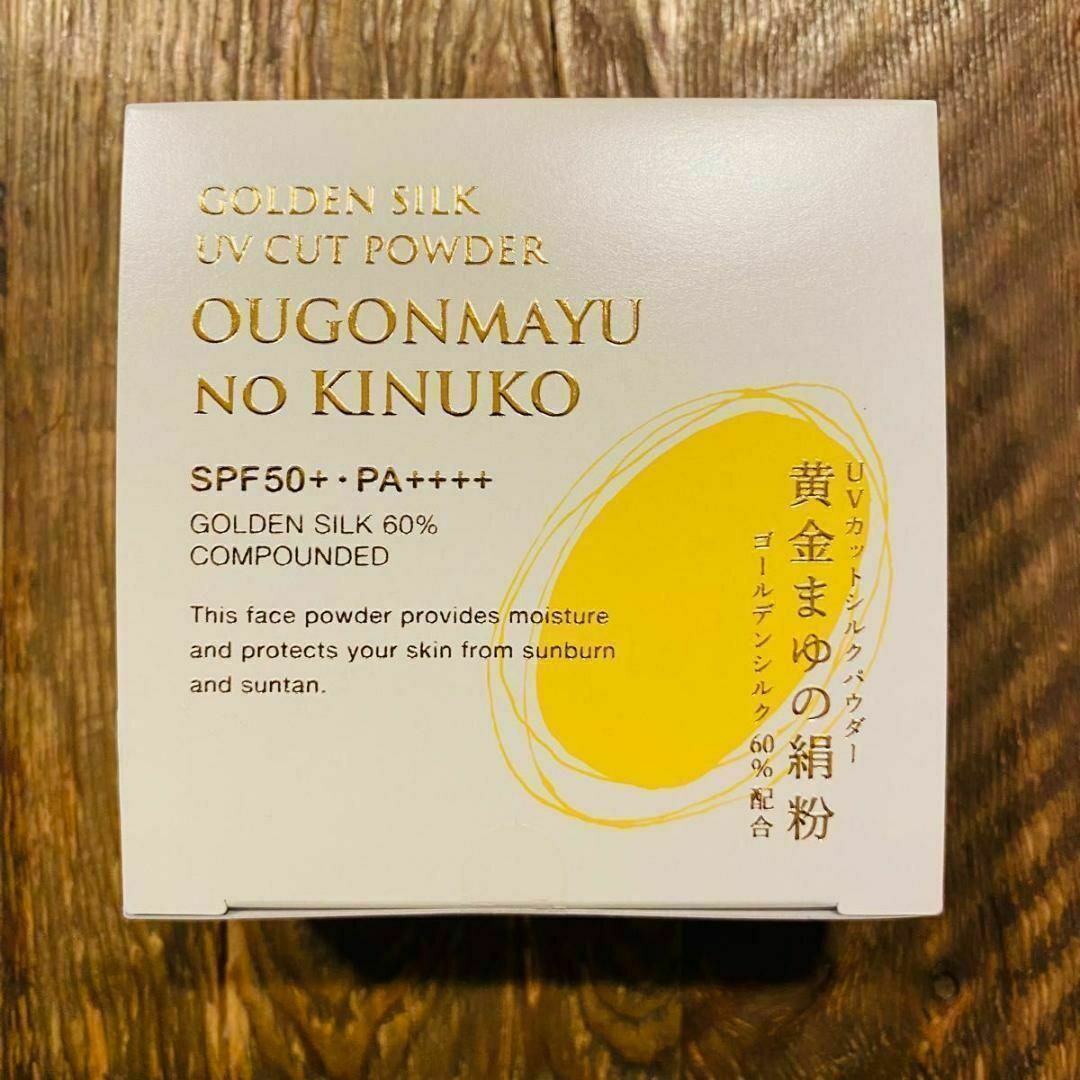 GOLDEN SILK
UV CUT POWDER
OUGONMAYU
NO KINUKO
SPF50+・PA++++
GOLDEN SILK 60%
COMPOUNDED
This face powder provides moisture
and protects your skin from sunburn
and suntan.
UVカットシルクパウダー
黄金まゆの絹粉
ゴールデンシルク60%配合